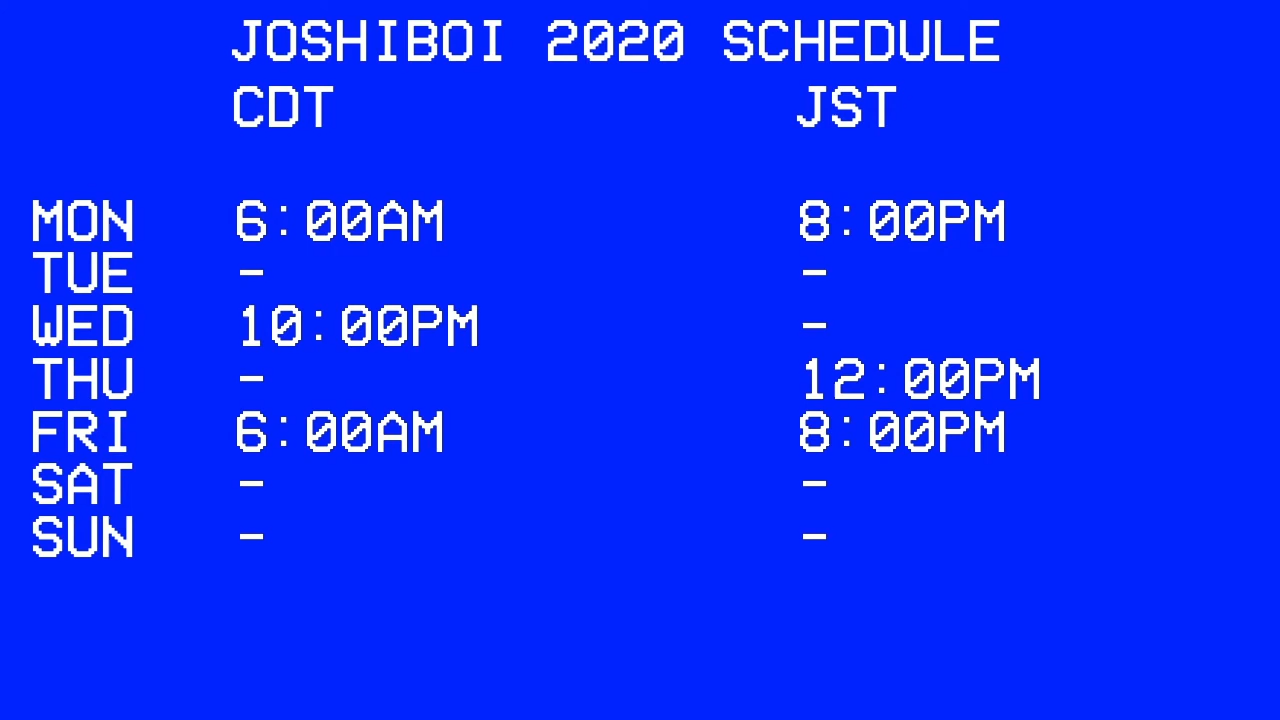 JOSHIBOI 2020 SCHEDULE
CDT JST
MON 6:00AM 8:00PM
TUE - -
WED 10:00PM -
THU - 12:00PM
FRI 6:00AM 8:00PM
SAT - -
SUN - -